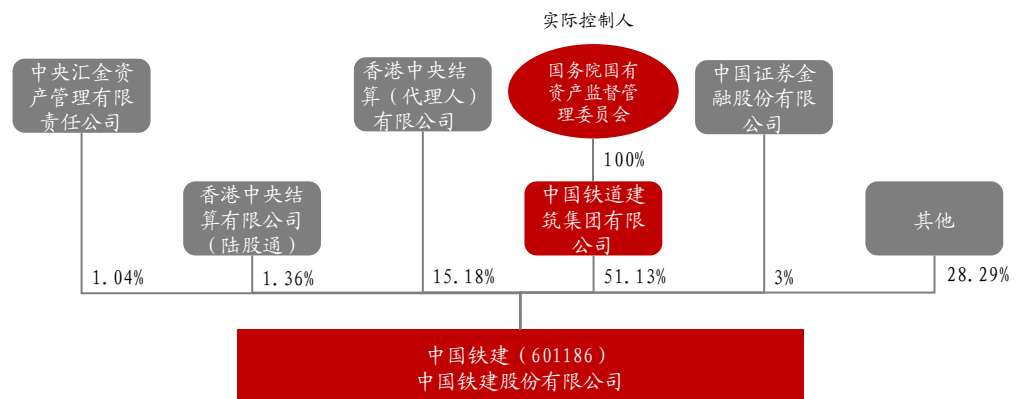 实际控制人
中央汇金资
产管理有限
责任公司
香港中央结
算（代理人）
有限公司
国务院国有
资产监督管
理委员会
中国证券金
融股份有限
公司
100%
香港中央结
算有限公司
（陆股通）
中国铁道建
筑集团有限
公司
其他
1.04%
1.36%
15.18%
51.13%
3%
28.29%
中国铁建（601186）
中国铁建股份有限公司